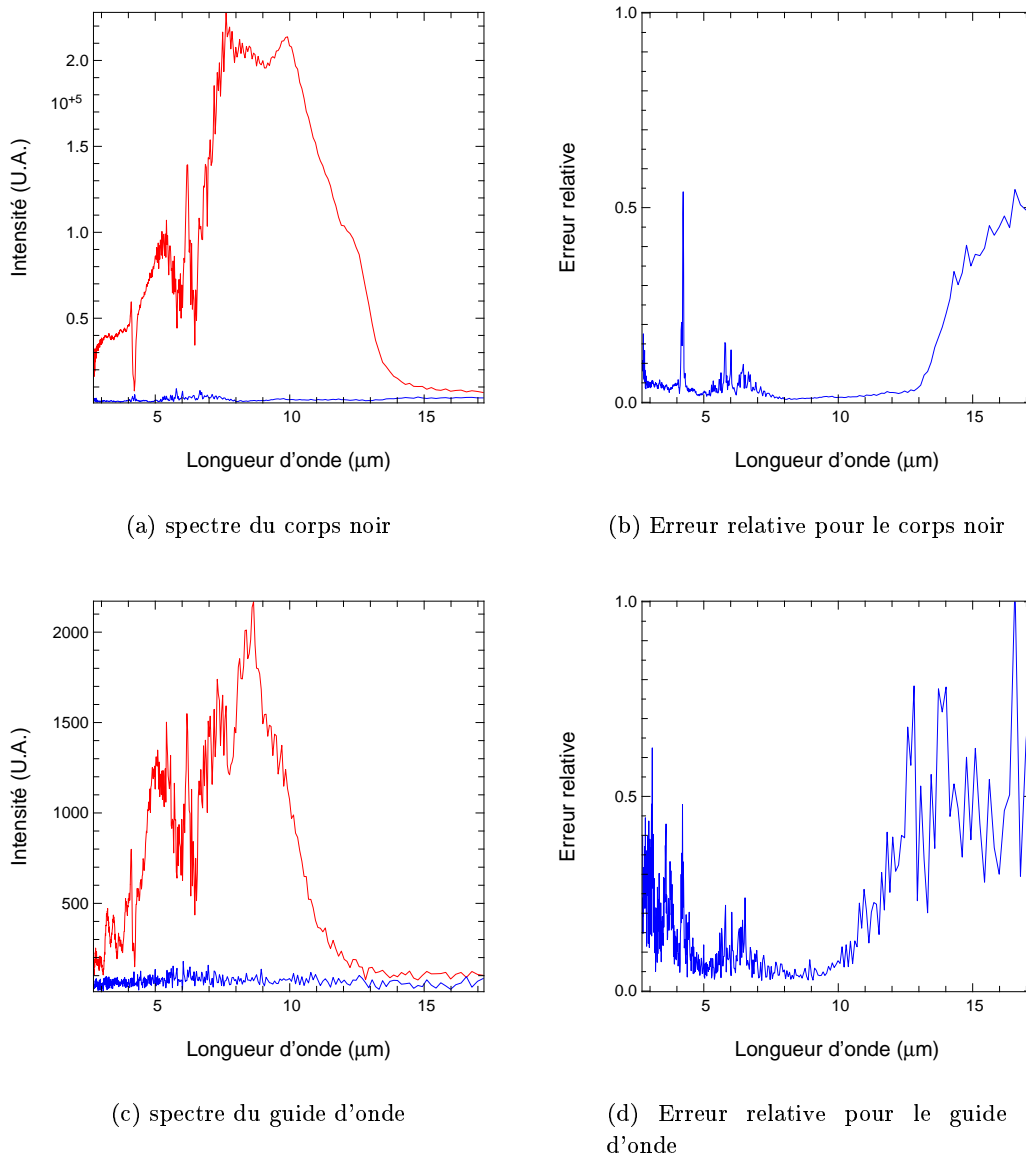 2.0
10+5
1.5
1.0
0.5
5 10 15
Intensité (U.A.)
Longueur d'onde (μm)
(a) spectre du corps noir
1.0
0.5
0.0
5 10 15
Erreur relative
Longueur d'onde (μm)
(b) Erreur relative pour le corps noir
2000
1500
1000
500
5 10 15
Intensité (U.A.)
Longueur d'onde (μm)
(c) spectre du guide d'onde
1.0
0.5
0.0
5 10 15
Erreur relative
Longueur d'onde (μm)
(d) Erreur relative pour le guide
d'onde